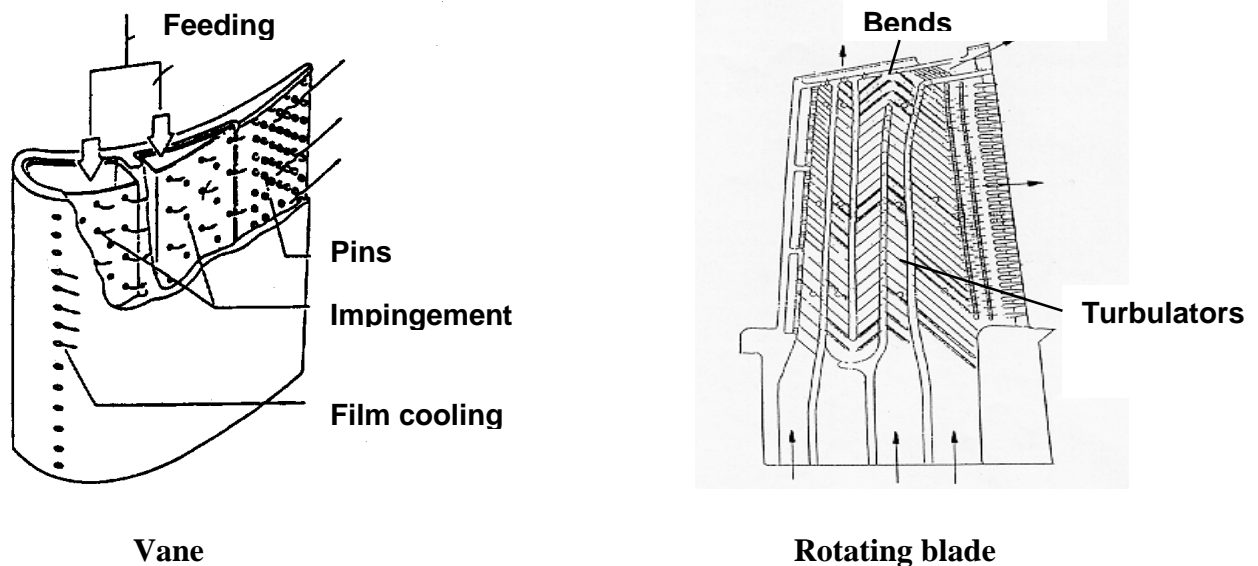 Feeding
Pins
Impingement
Film cooling
Vane
Bends
Turbulators
Rotating blade